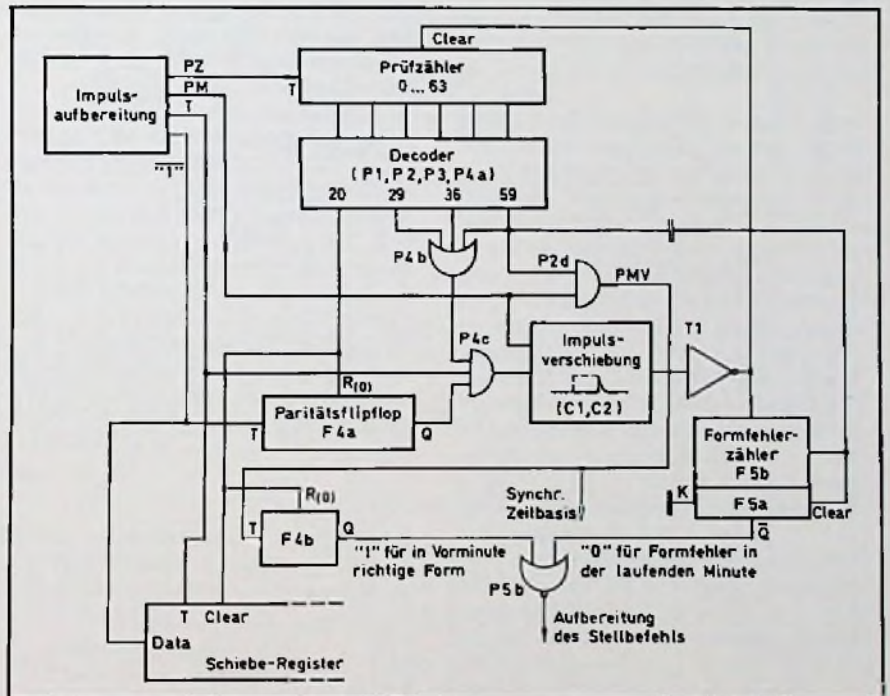 Clear
Impuls-
aufbereitung
PZ
PM
T
"1"
T
Prüfzähler
0 ... 63
Decoder
(P1, P2, P3, P4a)
20 29 36 59
P4b
P2d
PMV
P4c
Impuls-
verschiebung
(C1, C2)
T1
R(0)
T
Paritätsflipflop
F4a
Q
Formfehler-
zähler
F5b
K
F5a
Clear
Q
R(0)
T
F4b
Q
Synchr.
Zeitbasis
"1" für in Vorminute
richtige Form
"0" für Formfehler in
der laufenden Minute
P5b
Aufbereitung
des Stellbefehls
T Clear
Data
Schiebe-Register